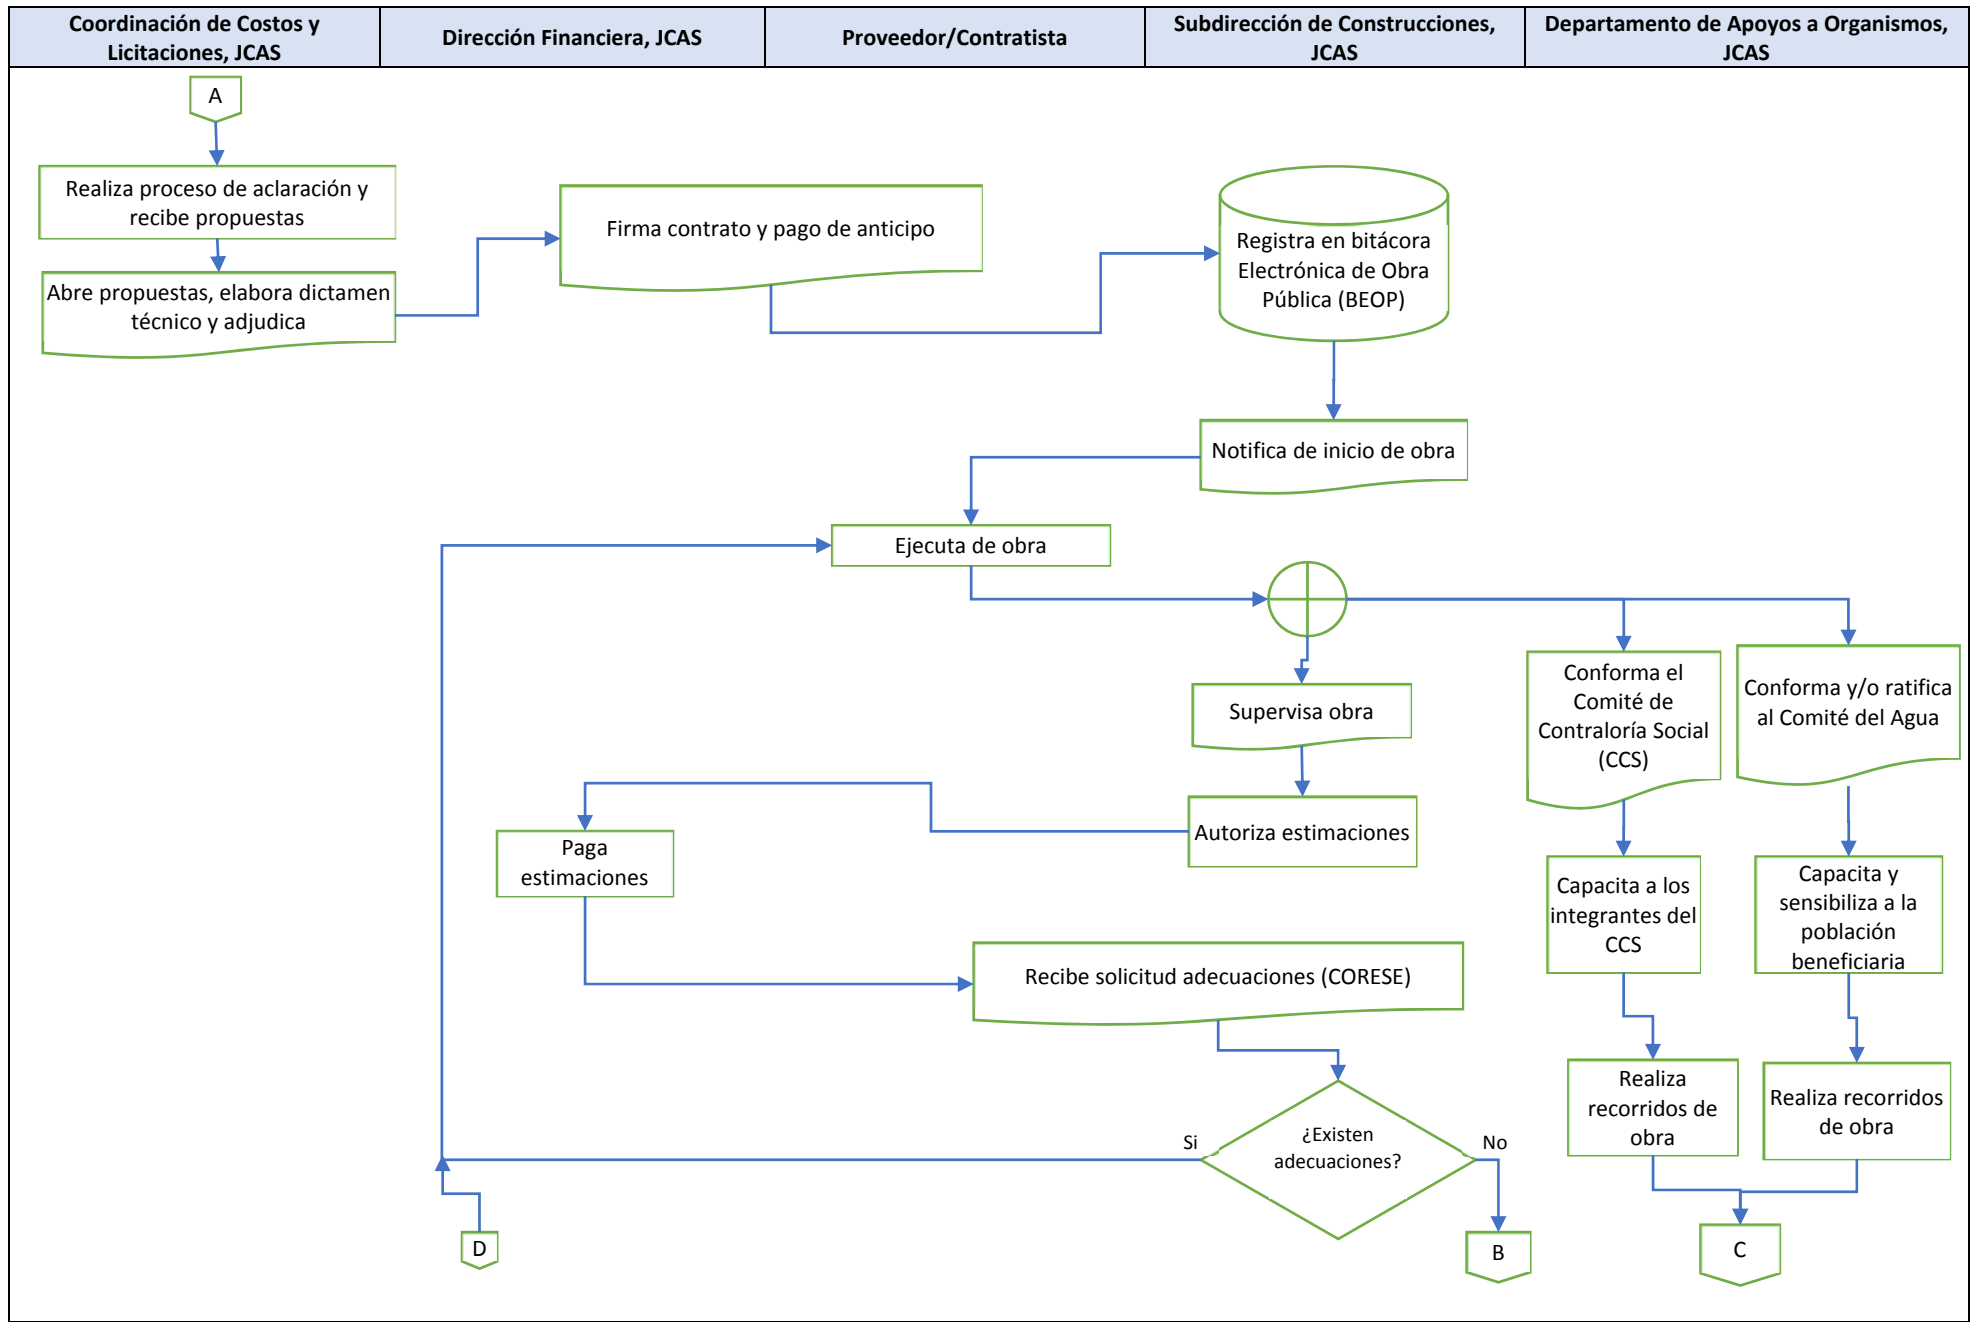 Coordinación de Costos y
Licitaciones, JCAS
Dirección Financiera, JCAS
Proveedor/Contratista
Subdirección de Construcciones,
JCAS
Departamento de Apoyos a Organismos,
JCAS
A
Realiza proceso de aclaración y
recibe propuestas
Abre propuestas, elabora dictamen
técnico y adjudica
Firma contrato y pago de anticipo
Registra en bitácora
Electrónica de Obra
Pública (BEOP)
Notifica de inicio de obra
Ejecuta de obra
Supervisa obra
Conforma el
Comité de
Contraloría Social
(CCS)
Conforma y/o ratifica
al Comité del Agua
Autoriza estimaciones
Paga
estimaciones
Capacita a los
integrantes del
CCS
Capacita y
sensibiliza a la
población
beneficiaria
Recibe solicitud adecuaciones (CORESE)
Realiza
recorridos de
obra
Realiza recorridos
de obra
Si
¿Existen
adecuaciones?
No
D
B
C